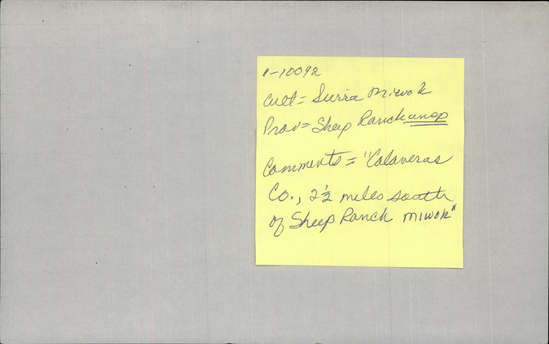 1-10092
Cult = Sierra Miwok
Prov = Sheep Ranch
Comments = "Calaveras
Co., 2½ miles south
of Sheep Ranch Miwok"